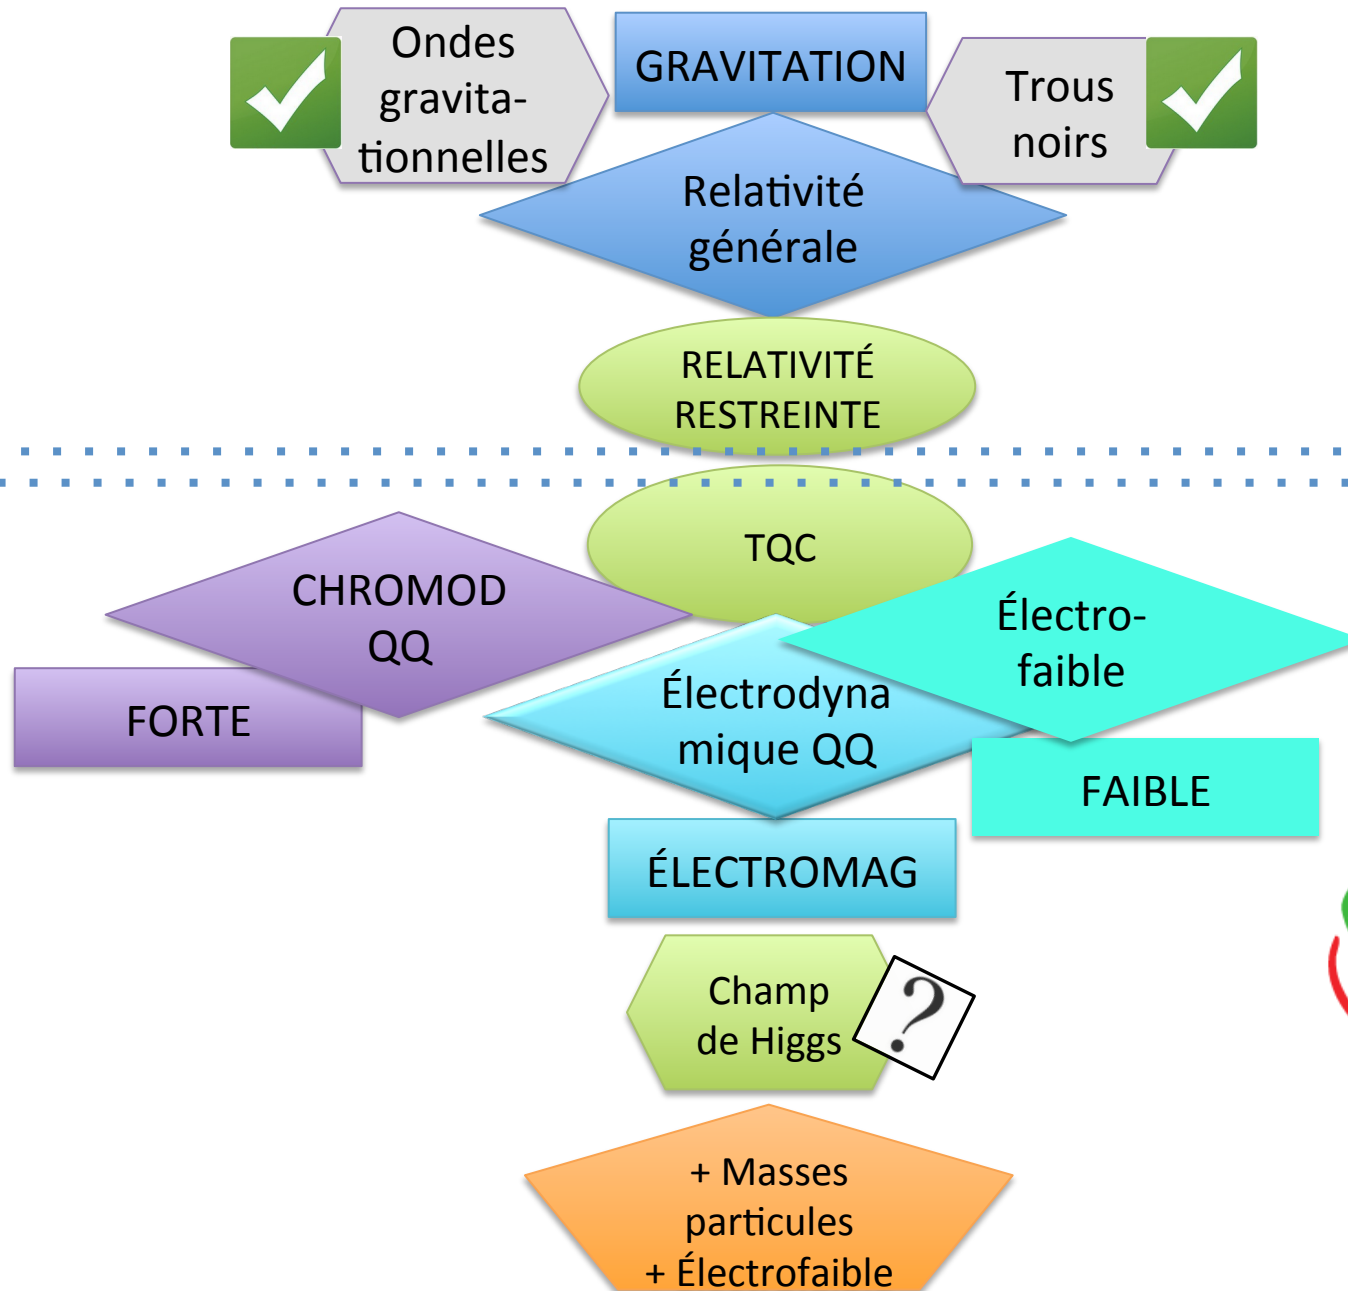 Ondes
gravita-
tionnelles
GRAVITATION
Trous
noirs
Relativité
générale
RELATIVITÉ
RESTREINTE
TQC
CHROMOD
QQ
Électro-
faible
FORTE
Électrodyna
mique QQ
FAIBLE
ÉLECTROMAG
Champ
de Higgs
?
+ Masses
particules
+ Électrofaible